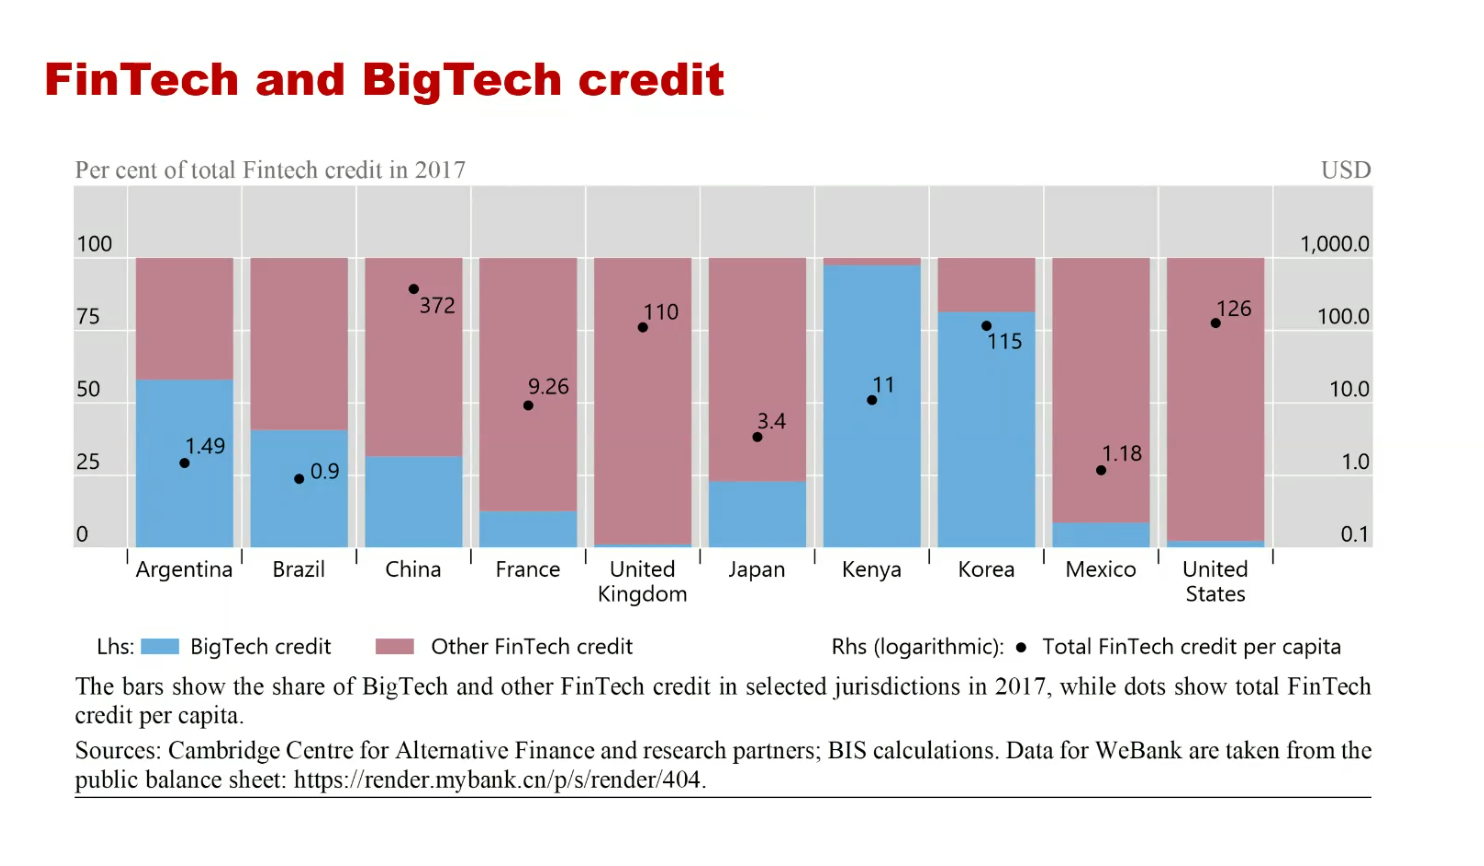 FinTech and BigTech credit
Per cent of total Fintech credit in 2017
USD
100
1,000.0
75
100.0
50
10.0
25
1.0
0
0.1
1.49
0.9
372
9.26
110
3.4
11
115
1.18
126
Argentina
Brazil
China
France
United
Kingdom
Japan
Kenya
Korea
Mexico
United
States
Lhs: BigTech credit Other FinTech credit
Rhs (logarithmic): Total FinTech credit per capita
The bars show the share of BigTech and other FinTech credit in selected jurisdictions in 2017, while dots show total FinTech
credit per capita.
Sources: Cambridge Centre for Alternative Finance and research partners; BIS calculations. Data for WeBank are taken from the
public balance sheet: https://render.mybank.cn/p/s/render/404.